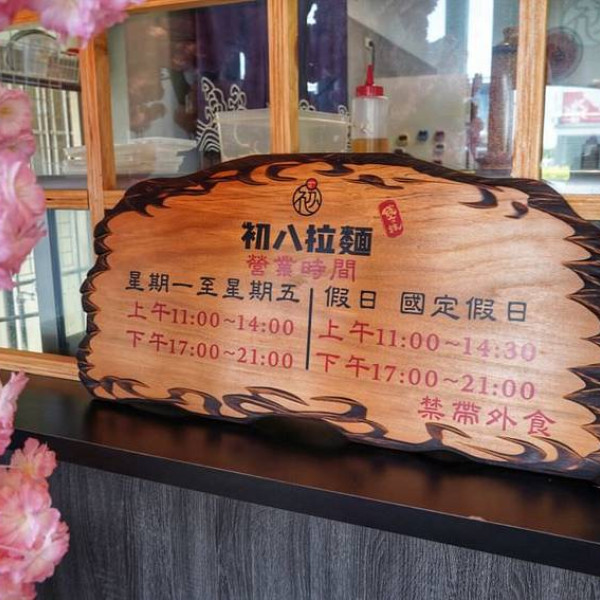 初
初八拉麵
營業時間
星期一至星期五
上午11:00~14:00
下午17:00~21:00
假日 國定假日
上午11:00~14:30
下午17:00~21:00
禁帶外食